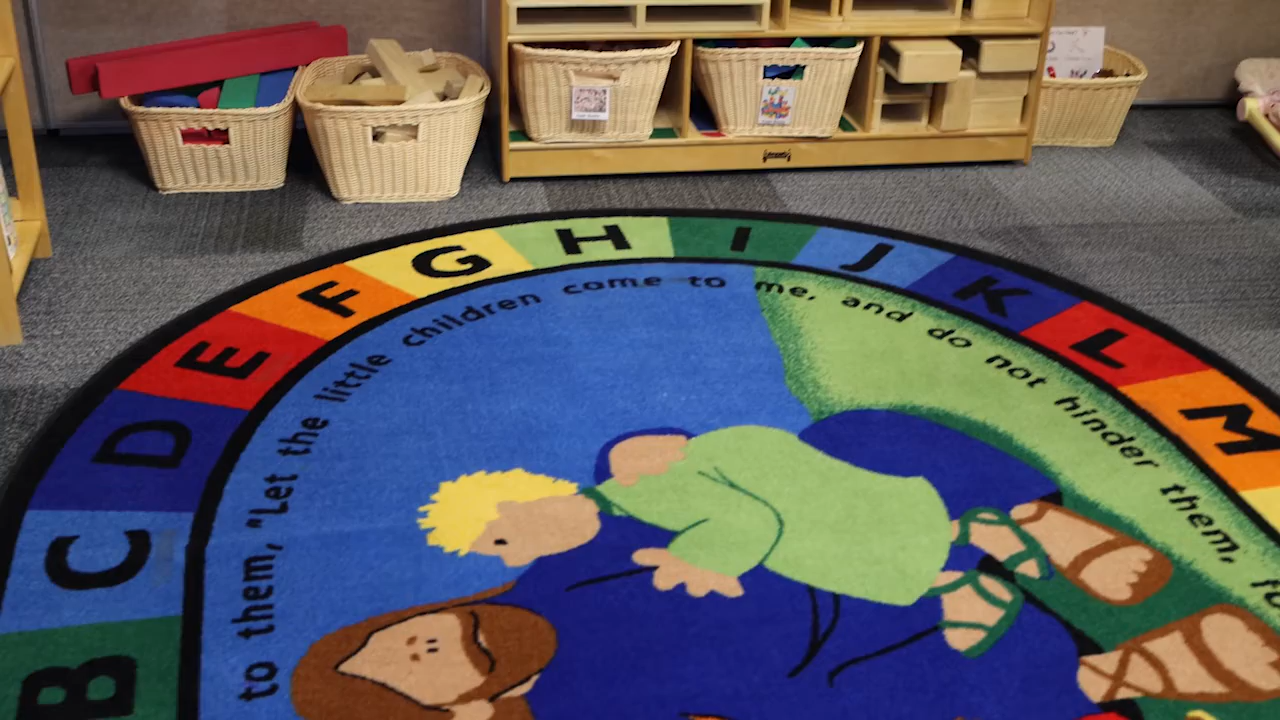 B C D E F G H I J K L M
to them, "Let the little children come to me, and do not hinder them,